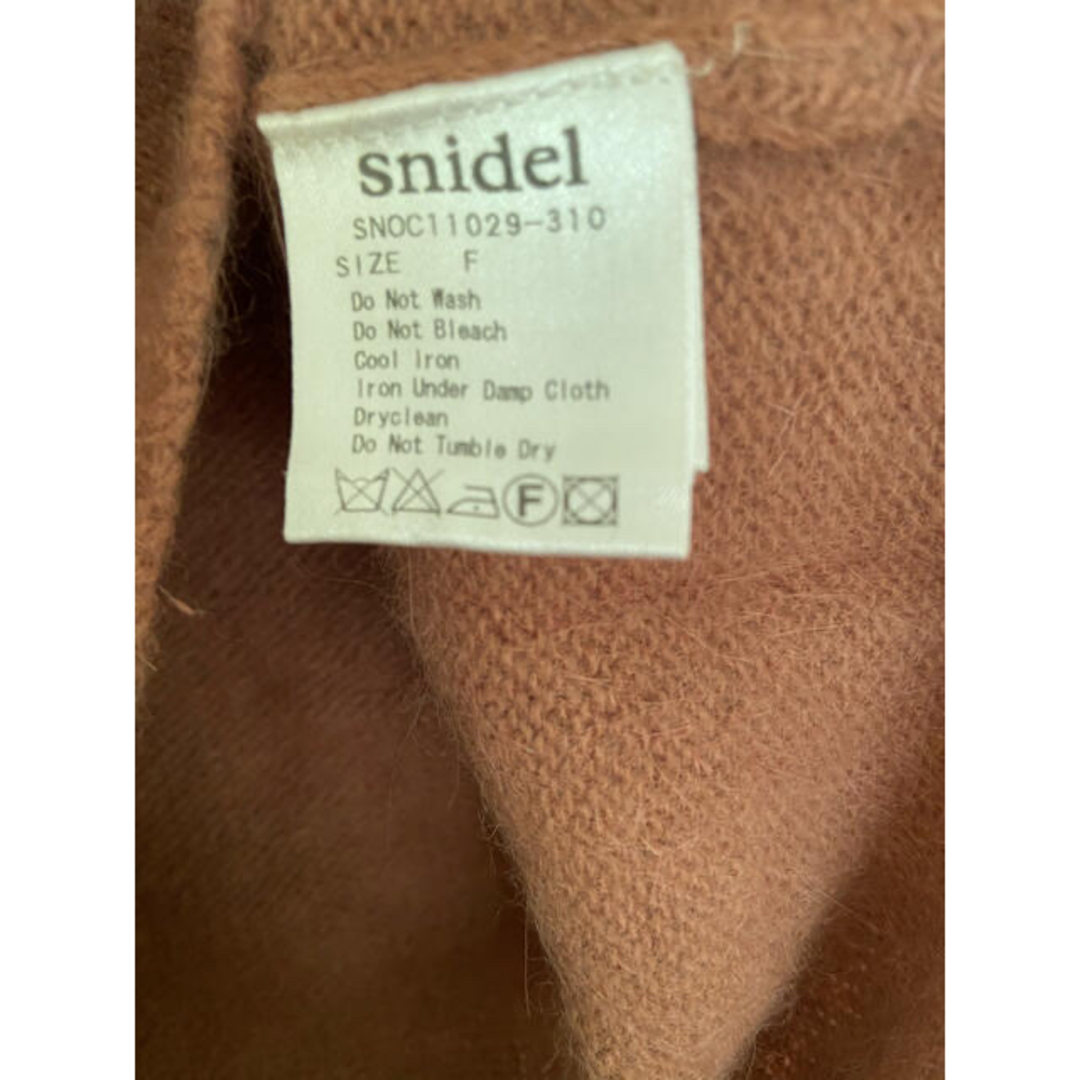 snidel
SNOC11029-310
SIZE F
Do Not Wash
Do Not Bleach
Cool Iron
Iron Under Damp Cloth
Dryclean
Do Not Tumble Dry
F